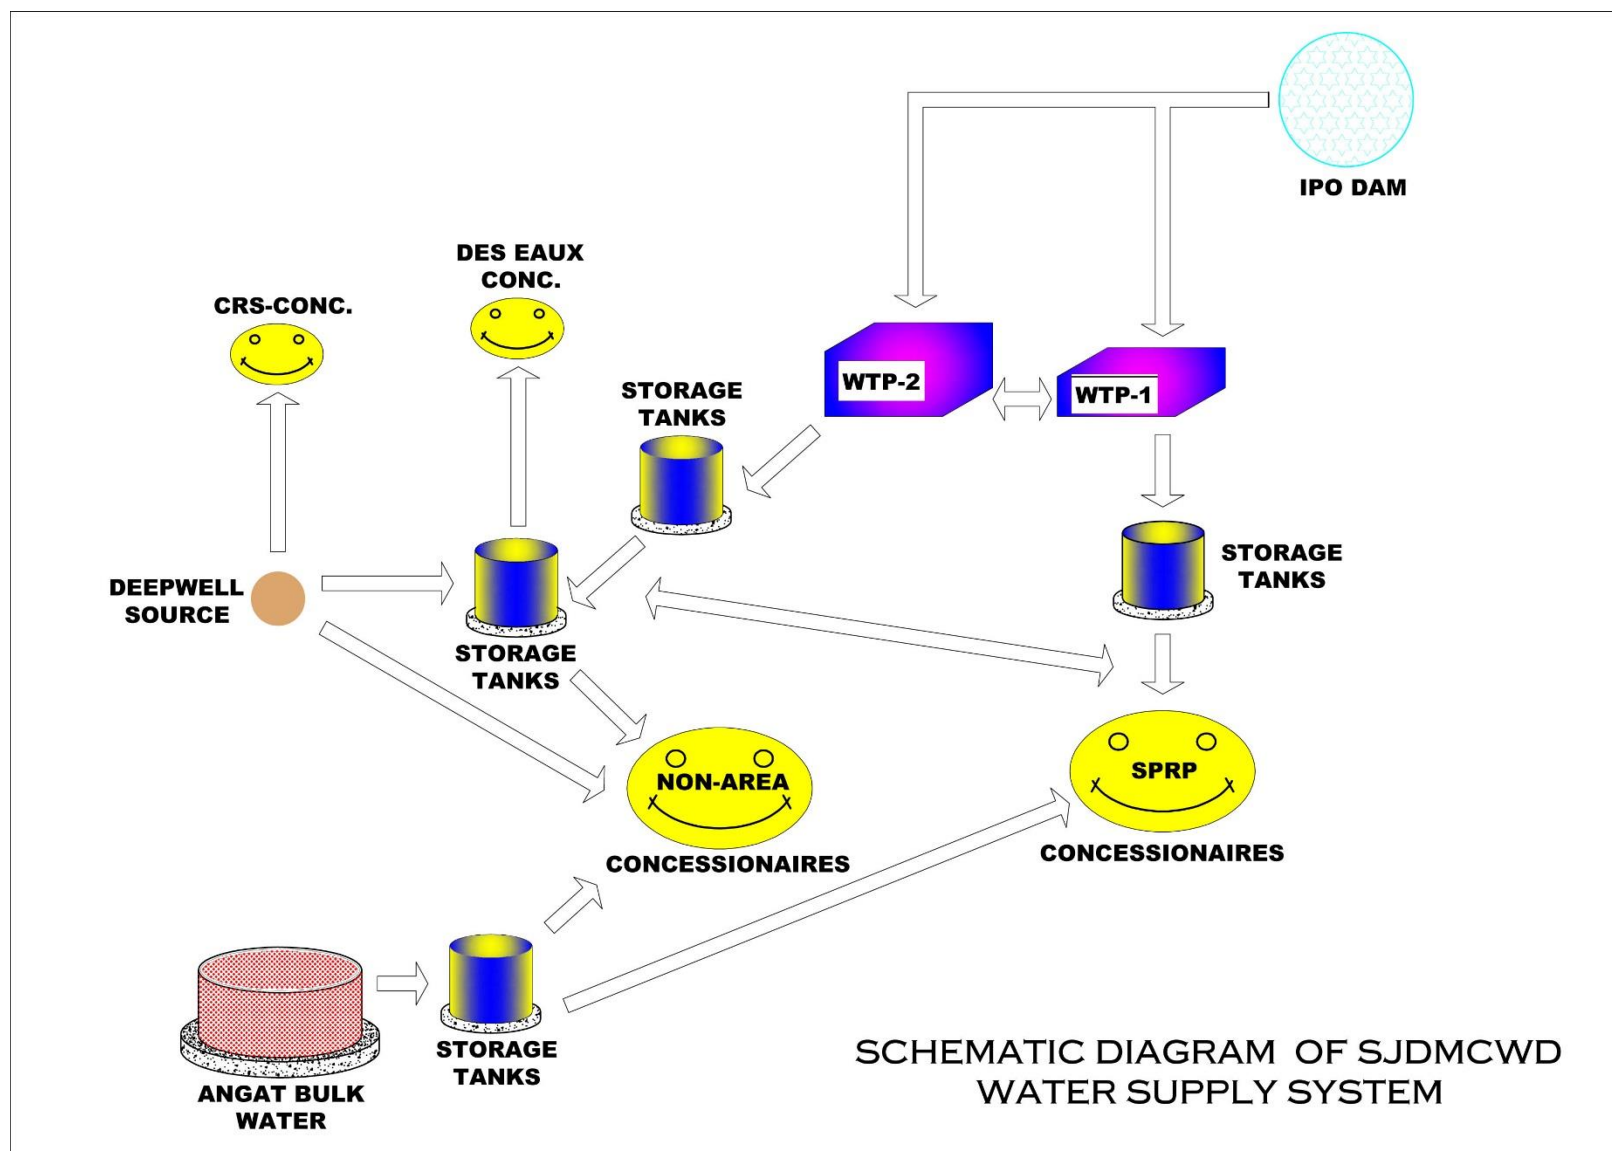 IPO DAM
DES EAUX
CONC.
CRS-CONC.
WTP-2
WTP-1
STORAGE
TANKS
STORAGE
TANKS
DEEPWELL
SOURCE
STORAGE
TANKS
NON-AREA
CONCESSIONAIRES
SPRP
CONCESSIONAIRES
STORAGE
TANKS
ANGAT BULK
WATER
SCHEMATIC DIAGRAM OF SJDMCWD
WATER SUPPLY SYSTEM